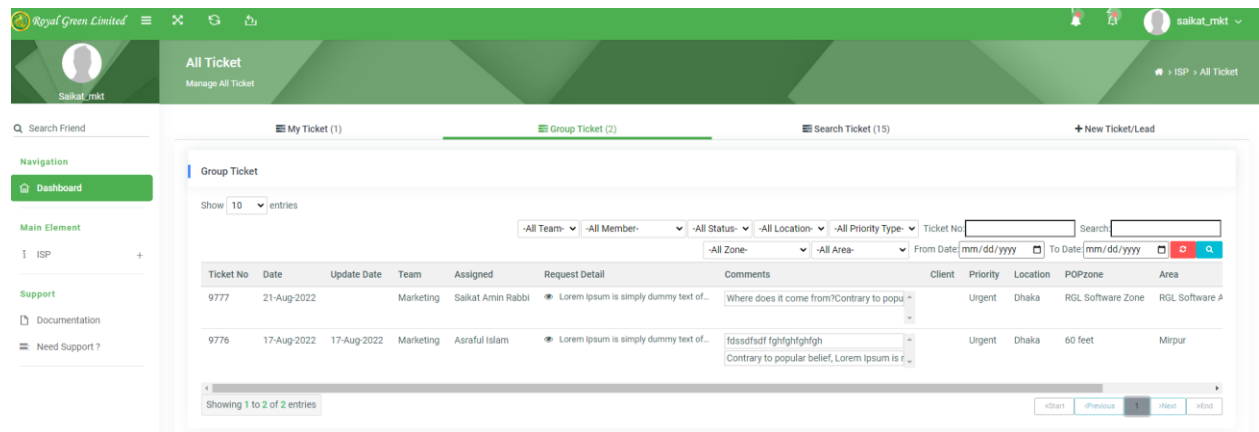 Royal Green Limited
saikat_mkt
All Ticket
Manage All Ticket
ISP > All Ticket
Saikat_mkt
Search Friend
My Ticket (1)
Group Ticket (2)
Search Ticket (15)
+ New Ticket/Lead
Navigation
Dashboard
Main Element
ISP +
Support
Documentation
Need Support ?
Group Ticket
Show 10 entries
-All Team- -All Member- -All Status- -All Location- -All Priority Type- Ticket No: Search:
-All Zone- -All Area- From Date: mm/dd/yyyy To Date: mm/dd/yyyy
Ticket No Date Update Date Team Assigned Request Detail Comments Client Priority Location POPzone Area
9777 21-Aug-2022 Marketing Saikat Amin Rabbi Lorem Ipsum is simply dummy text of... Where does it come from?Contrary to popu Urgent Dhaka RGL Software Zone RGL Software A
9776 17-Aug-2022 17-Aug-2022 Marketing Asraful Islam Lorem Ipsum is simply dummy text of... fdssdfsdf fghfghfghfgh Urgent Dhaka 60 feet Mirpur
Contrary to popular belief, Lorem Ipsum is r
Showing 1 to 2 of 2 entries
«Start ‹Previous 1 ›Next »End